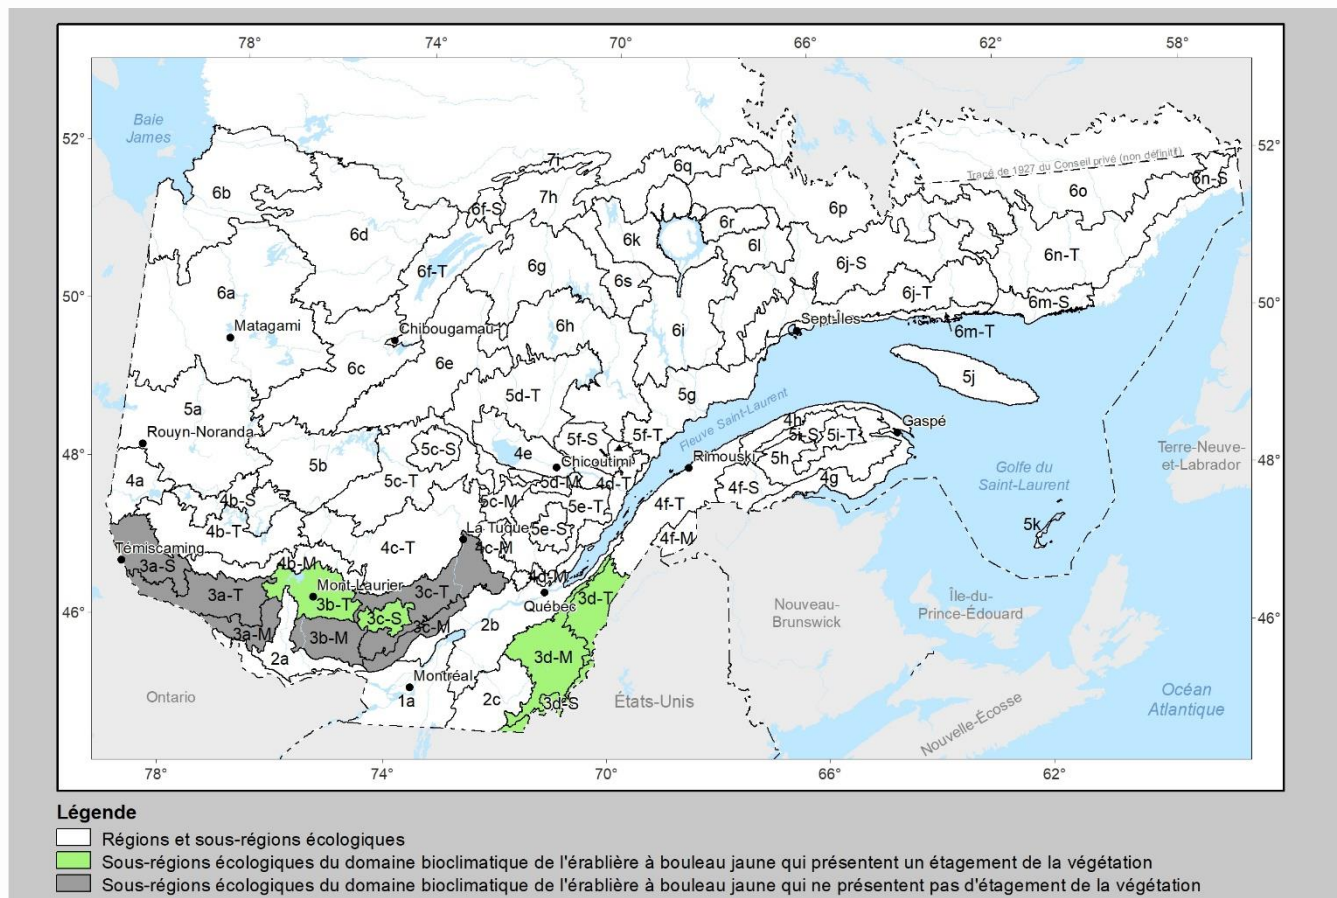 78°
74°
70°
66°
62°
58°
Baie
James
52°
52°
Tracé de 1927 du Conseil privé (non définitif)
7i
6q
6n-S
6b
7h
6o
6f-S
6r
6p
6d
6k
6l
6n-T
6f-T
6g
6s
6j-S
6a
6j-T
50°
50°
6m-S
Matagami
Chibougamau
6h
6i
Sept-Îles
6m-T
6c
6e
5j
5a
5d-T
5g
Fleuve Saint-Laurent
Rouyn-Noranda
4h
Gaspé
5c-S
5f-S
5f-T
5i-S
5i-T
48°
48°
5b
4e
Chicoutimi
Rimouski
5h
Terre-Neuve-
et-Labrador
4a
5c-T
5d-M
4d-T
4f-S
4g
Golfe du
Saint-Laurent
4b-S
5c-M
5e-T
4f-T
4b-T
La Tuque
5e-S
5k
Témiscaming
4c-T
4c-M
4f-M
3a-S
4b-M
4d-M
Mont-Laurier
3a-T
3b-T
3c-T
Québec
3d-T
Île-du-
Prince-Édouard
46°
46°
3c-S
Nouveau-
Brunswick
3a-M
3b-M
3c-M
2b
2a
3d-M
Montréal
Ontario
1a
2c
3d-S
États-Unis
Nouvelle-Écosse
Océan
Atlantique
78°
74°
70°
66°
62°
Légende
Régions et sous-régions écologiques
Sous-régions écologiques du domaine bioclimatique de l'érablière à bouleau jaune qui présentent un étagement de la végétation
Sous-régions écologiques du domaine bioclimatique de l'érablière à bouleau jaune qui ne présentent pas d'étagement de la végétation